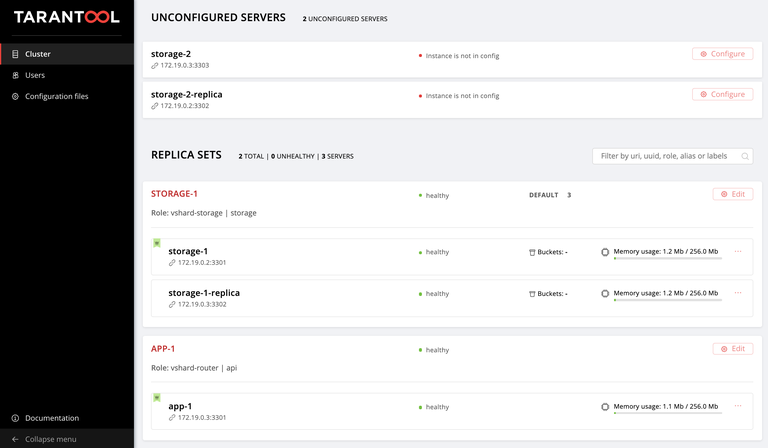 TARANTOOL
Cluster
Users
Configuration files
Documentation
Collapse menu
UNCONFIGURED SERVERS 2 UNCONFIGURED SERVERS
storage-2 Instance is not in config Configure
172.19.0.3:3303
storage-2-replica Instance is not in config Configure
172.19.0.2:3302
REPLICA SETS 2 TOTAL | 0 UNHEALTHY | 3 SERVERS Filter by uri, uuid, role, alias or labels
STORAGE-1 healthy DEFAULT 3 Edit
Role: vshard-storage | storage
storage-1 healthy Buckets: - Memory usage: 1.2 Mb / 256.0 Mb ...
172.19.0.2:3301
storage-1-replica healthy Buckets: - Memory usage: 1.2 Mb / 256.0 Mb ...
172.19.0.3:3302
APP-1 healthy Edit
Role: vshard-router | api
app-1 healthy Memory usage: 1.1 Mb / 256.0 Mb ...
172.19.0.3:3301